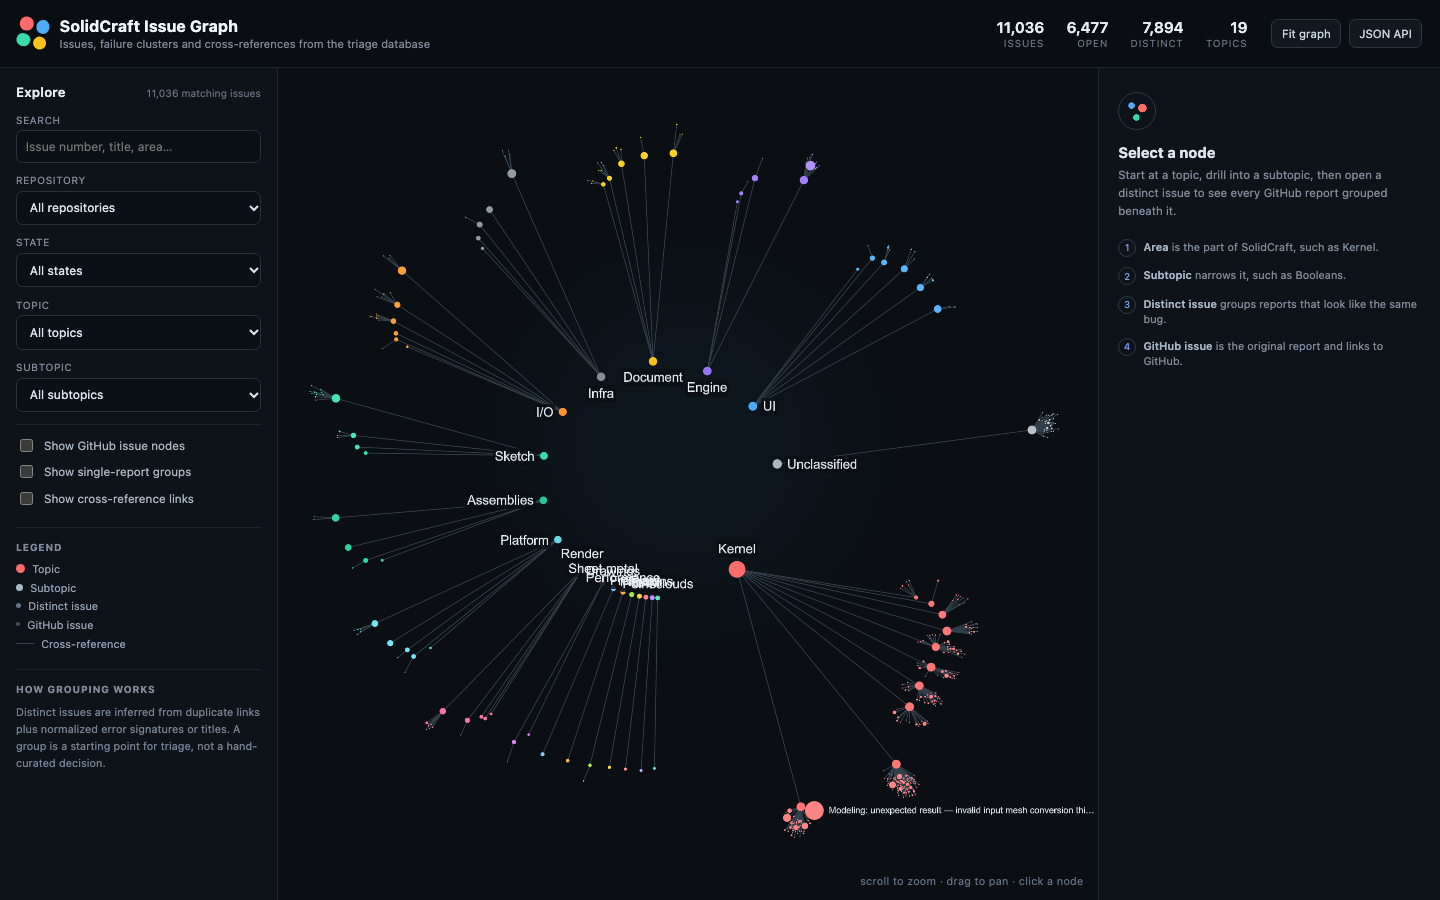 SolidCraft Issue Graph
Issues, failure clusters and cross-references from the triage database
11,036
ISSUES
6,477
OPEN
7,894
DISTINCT
19
TOPICS
Fit graph
JSON API
Explore
11,036 matching issues
SEARCH
Issue number, title, area...
REPOSITORY
All repositories
STATE
All states
TOPIC
All topics
SUBTOPIC
All subtopics
Show GitHub issue nodes
Show single-report groups
Show cross-reference links
LEGEND
Topic
Subtopic
Distinct issue
GitHub issue
Cross-reference
HOW GROUPING WORKS
Distinct issues are inferred from duplicate links
plus normalized error signatures or titles. A
group is a starting point for triage, not a hand-
curated decision.
Document
Infra
Engine
I/O
UI
Sketch
Unclassified
Assemblies
Platform
Render
Kernel
Sheet metal
Drawings
Performance
Modeling: unexpected result — invalid input mesh conversion thi...
scroll to zoom · drag to pan · click a node
Select a node
Start at a topic, drill into a subtopic, then open a
distinct issue to see every GitHub report grouped
beneath it.
1 Area is the part of SolidCraft, such as Kernel.
2 Subtopic narrows it, such as Booleans.
3 Distinct issue groups reports that look like the same
bug.
4 GitHub issue is the original report and links to
GitHub.